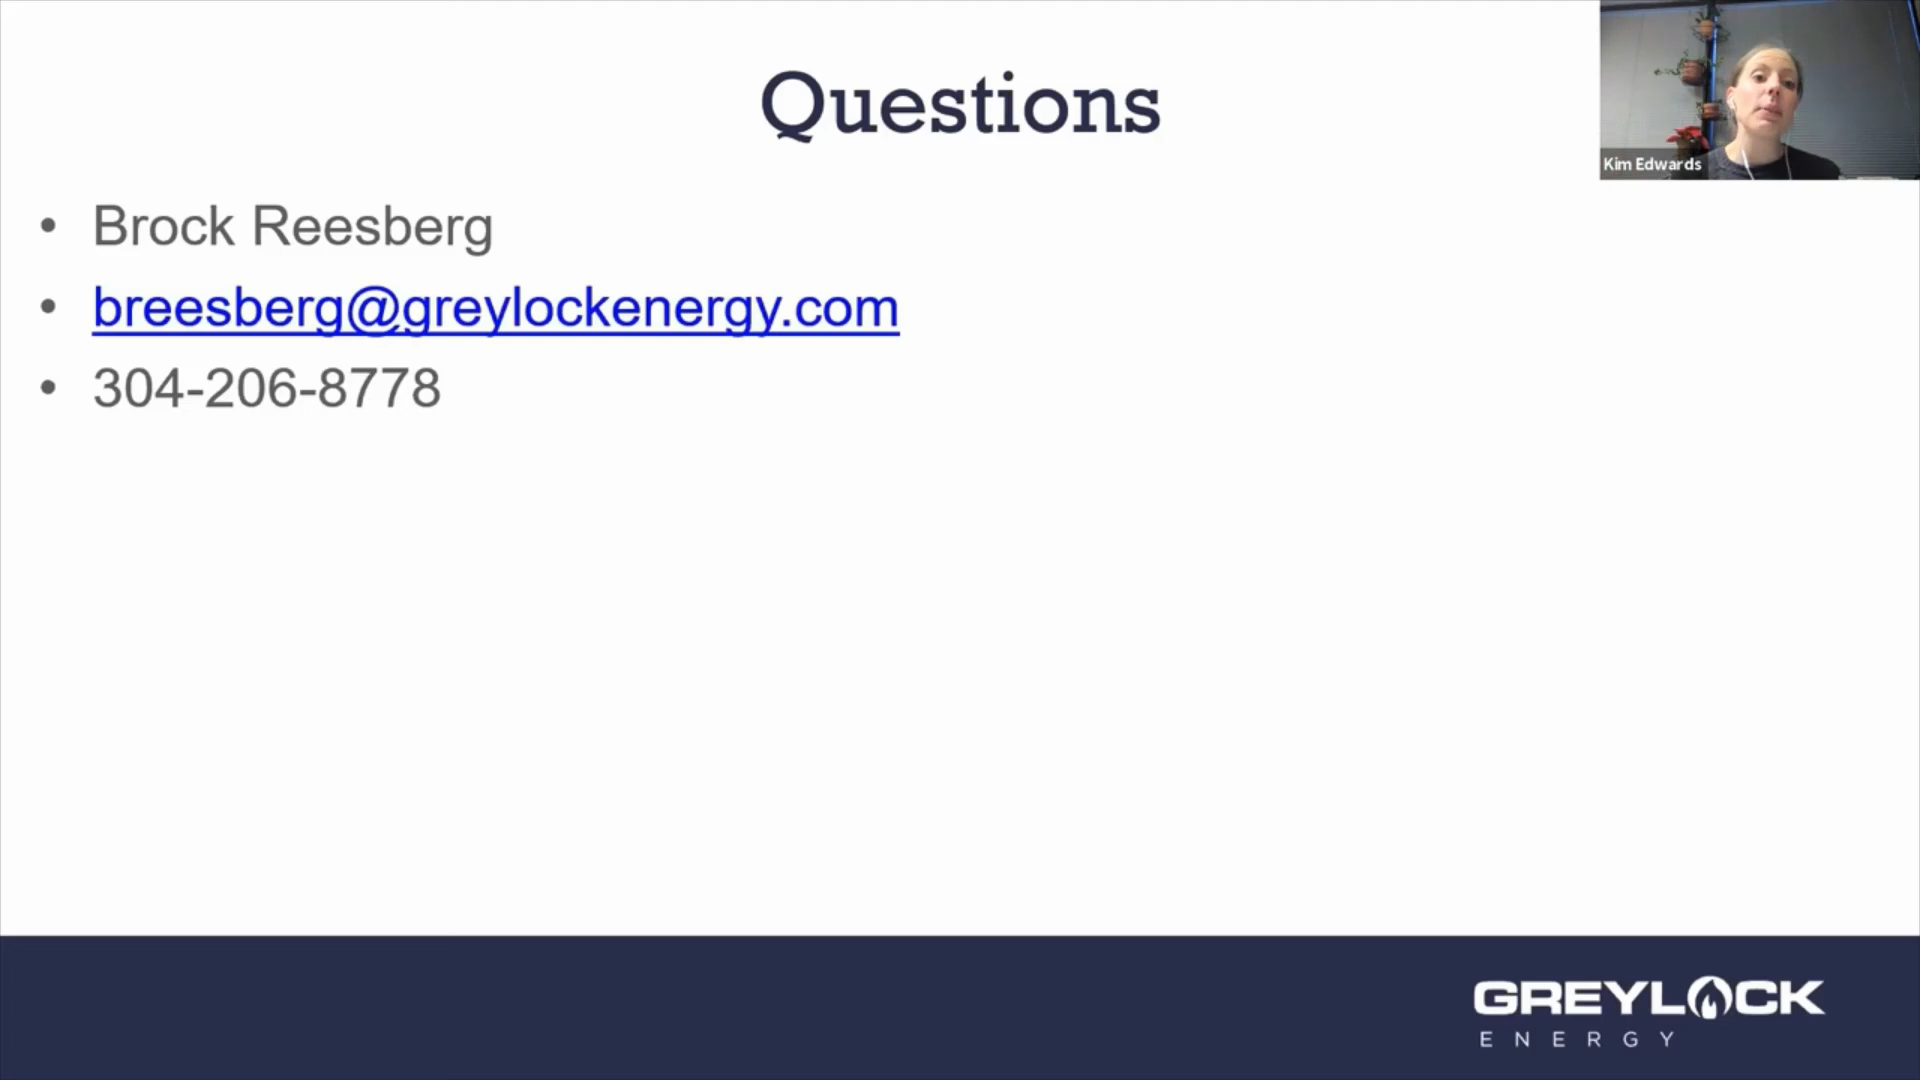 Questions
Kim Edwards
• Brock Reesberg
• breesberg@greylockenergy.com
• 304-206-8778
GREYLOCK
ENERGY